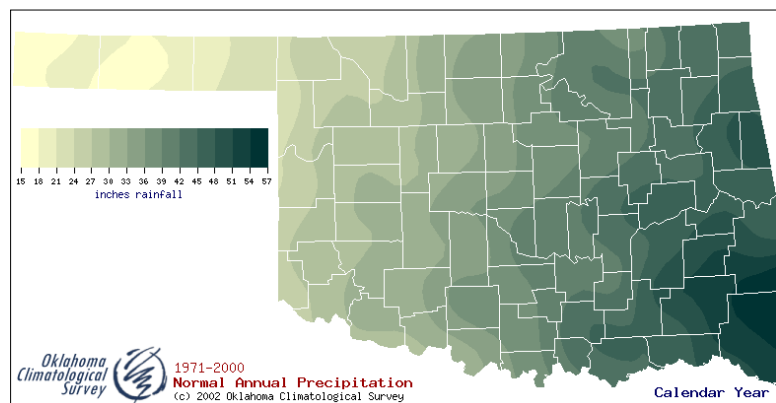 15 18 21 24 27 30 33 36 39 42 45 48 51 54 57
inches rainfall
Oklahoma
Climatological
Survey
1971-2000
Normal Annual Precipitation
(c) 2002 Oklahoma Climatological Survey
Calendar Year